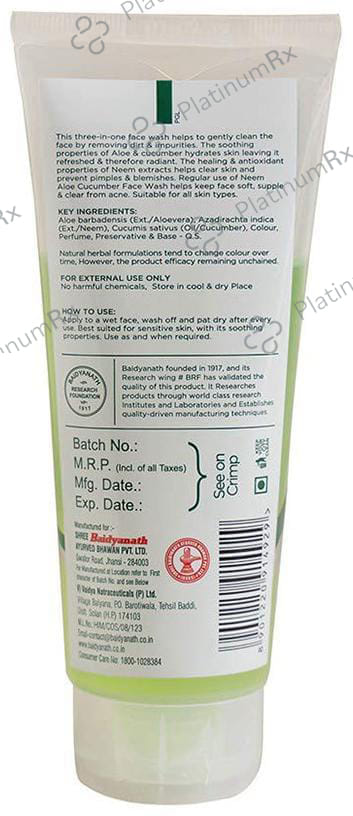 PGL
This three-in-one face wash helps to gently clean the
face by removing dirt & impurities. The soothing
properties of Aloe & cucumber hydrates skin leaving it
refreshed & therefore radiant. The healing & antioxidant
properties of Neem extracts helps clear skin and
prevent pimples & blemishes. Regular use of Neem
Aloe Cucumber Face Wash helps keep face soft, supple
& clear from acne. Suitable for all skin types.
KEY INGREDIENTS:
Aloe barbadensis (Ext./Aloevera), Azadirachta indica
(Ext./Neem), Cucumis sativus (Oil/Cucumber), Colour,
Perfume, Preservative & Base - Q.S.
Natural herbal formulations tend to change colour over
time, However, the product efficacy remaining unchained.
FOR EXTERNAL USE ONLY
No harmful chemicals, Store in cool & dry Place
HOW TO USE:
Apply to a wet face, wash off and pat dry after every
use. Best suited for sensitive skin, with its soothing
properties. Use as and when required.
BAIDYANATH
RESEARCH
FOUNDATION
1917
Baidyanath founded in 1917, and its
Research wing # BRF has validated the
quality of this product. It Researches
products through world class research
Institutes and Laboratories and Establishes
quality-driven manufacturing techniques.
Batch No.:
M.R.P. (Incl. of all Taxes)
Mfg. Date.:
Exp. Date.:
See on
Crimp
KEEP
YOUR
CITY
CLEAN
Manufactured for :-
SHREE Baidyanath
AYURVED BHAWAN PVT. LTD.
Gwalior Road, Jhansi - 284003
For Manufactured at Location refer to First
character of Batch No. and see Below
V) Baidya Natraceuticals (P) Ltd.
Village Balyana, P.O. Barotiwala, Tehsil Baddi,
Distt. Solan (H.P) 174103
M.L. No. HIM/COS/08/123
Email-contact@baidyanath.co.in
www.baidyanath.co.in
Consumer Care No: 1800-1028384
8 901220 914929
PlatinumRx
PlatinumRx
PlatinumRx
PlatinumRx